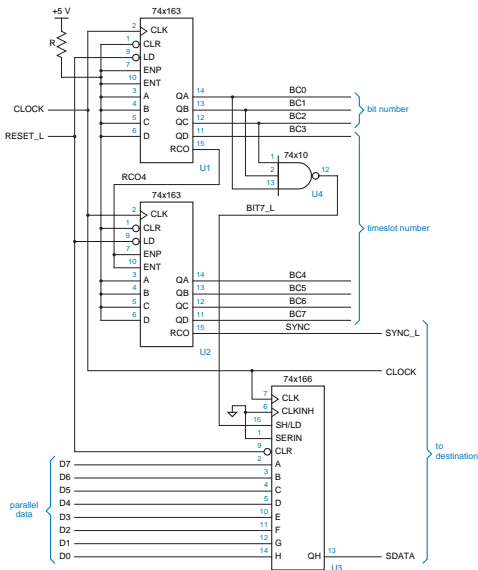 +5 V
R
74x163
2 CLK
1 CLR
9 LD
7 ENP
10 ENT
3 A QA 14 BC0
4 B QB 13 BC1
5 C QC 12 BC2
6 D QD 11 BC3
RCO 15
U1
bit number
CLOCK
RESET_L
RCO4
74x10
1
2
13
12
U4
BIT7_L
timeslot number
74x163
2 CLK
1 CLR
9 LD
7 ENP
10 ENT
3 A QA 14 BC4
4 B QB 13 BC5
5 C QC 12 BC6
6 D QD 11 BC7
RCO 15 SYNC
SYNC_L
U2
CLOCK
74x166
7 CLK
6 CLKINH
15 SH/LD
1 SERIN
9 CLR
D7 2 A
D6 3 B
D5 4 C
D4 5 D
D3 10 E
D2 11 F
D1 12 G
D0 14 H QH 13 SDATA
U3
parallel
data
to
destination